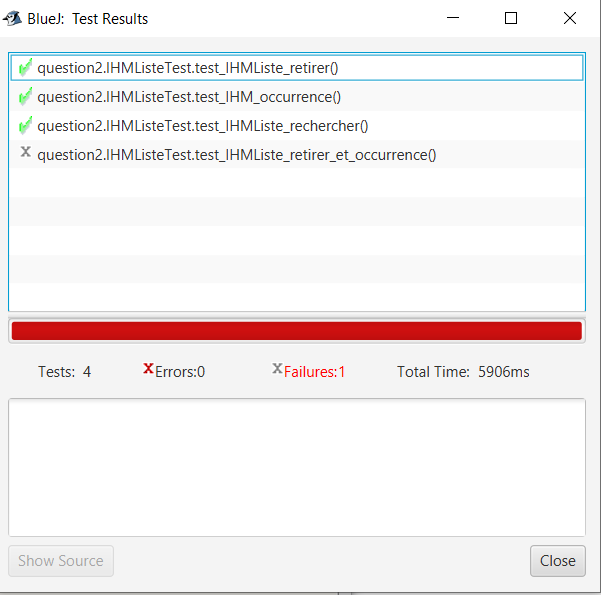 BlueJ: Test Results
question2.IHMListeTest.test_IHMListe_retirer()
question2.IHMListeTest.test_IHM_occurrence()
question2.IHMListeTest.test_IHMListe_rechercher()
question2.IHMListeTest.test_IHMListe_retirer_et_occurrence()
Tests: 4 Errors:0 Failures:1 Total Time: 5906ms
Show Source Close